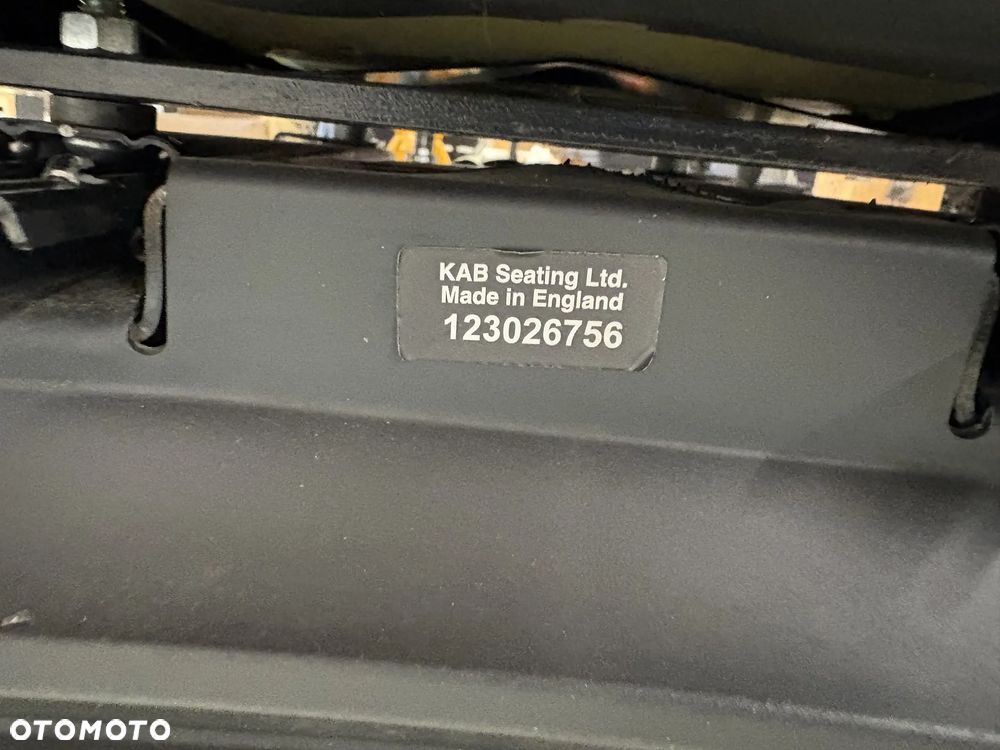 KAB Seating Ltd.
Made in England
123026756
OTOMOTO